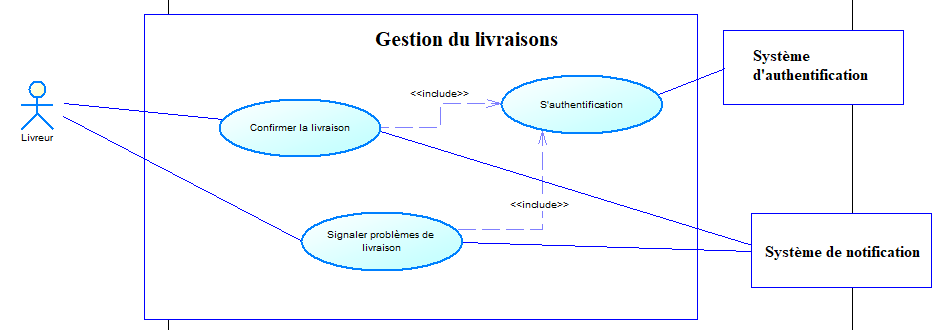 Gestion du livraisons
Système
d'authentification
<<include>>
S'authentification
Confirmer la livraison
Livreur
<<include>>
Signaler problèmes de
livraison
Système de notification